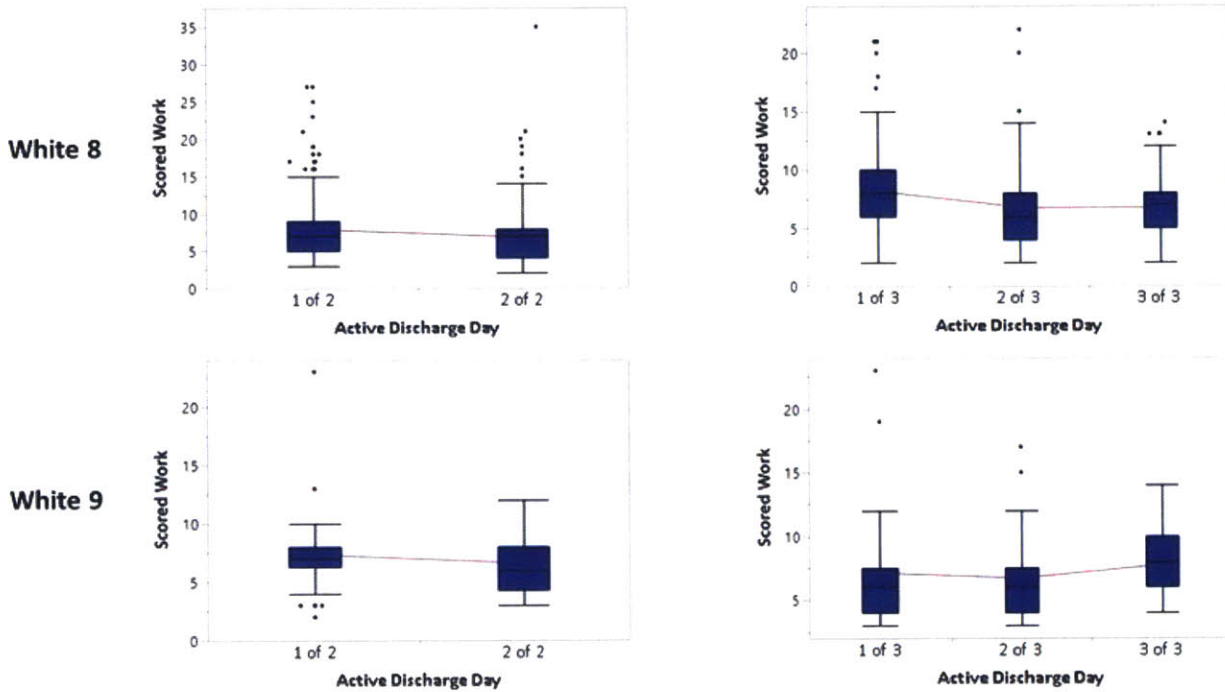 White 8
Scored Work
35
30
25
20
15
10
5
0
1 of 2
2 of 2
Active Discharge Day
Scored Work
20
15
10
5
0
1 of 3
2 of 3
3 of 3
Active Discharge Day
White 9
Scored Work
20
15
10
5
0
1 of 2
2 of 2
Active Discharge Day
Scored Work
20
15
10
5
1 of 3
2 of 3
3 of 3
Active Discharge Day